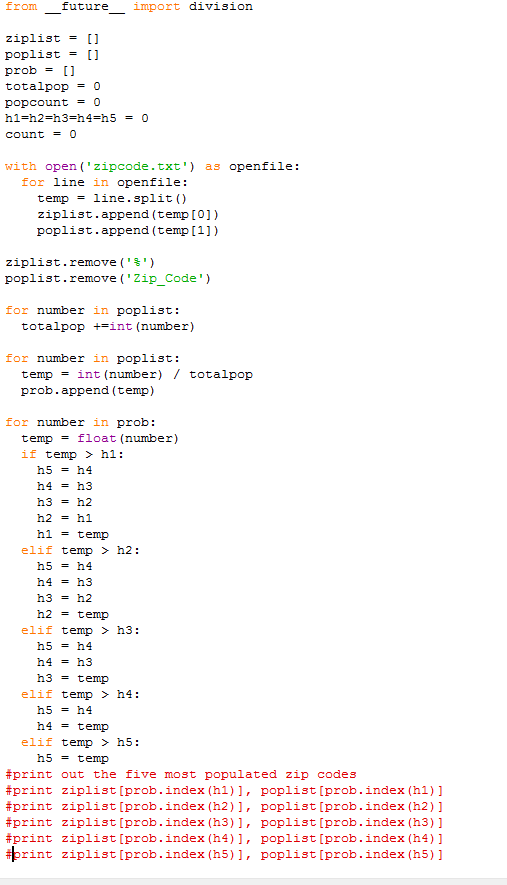 from __future__ import division

ziplist = []
poplist = []
prob = []
totalpop = 0
popcount = 0
h1=h2=h3=h4=h5 = 0
count = 0

with open('zipcode.txt') as openfile:
  for line in openfile:
    temp = line.split()
    ziplist.append(temp[0])
    poplist.append(temp[1])

ziplist.remove('%')
poplist.remove('Zip_Code')

for number in poplist:
  totalpop +=int(number)

for number in poplist:
  temp = int(number) / totalpop
  prob.append(temp)

for number in prob:
  temp = float(number)
  if temp > h1:
    h5 = h4
    h4 = h3
    h3 = h2
    h2 = h1
    h1 = temp
  elif temp > h2:
    h5 = h4
    h4 = h3
    h3 = h2
    h2 = temp
  elif temp > h3:
    h5 = h4
    h4 = h3
    h3 = temp
  elif temp > h4:
    h5 = h4
    h4 = temp
  elif temp > h5:
    h5 = temp
#print out the five most populated zip codes
#print ziplist[prob.index(h1)], poplist[prob.index(h1)]
#print ziplist[prob.index(h2)], poplist[prob.index(h2)]
#print ziplist[prob.index(h3)], poplist[prob.index(h3)]
#print ziplist[prob.index(h4)], poplist[prob.index(h4)]
#print ziplist[prob.index(h5)], poplist[prob.index(h5)]